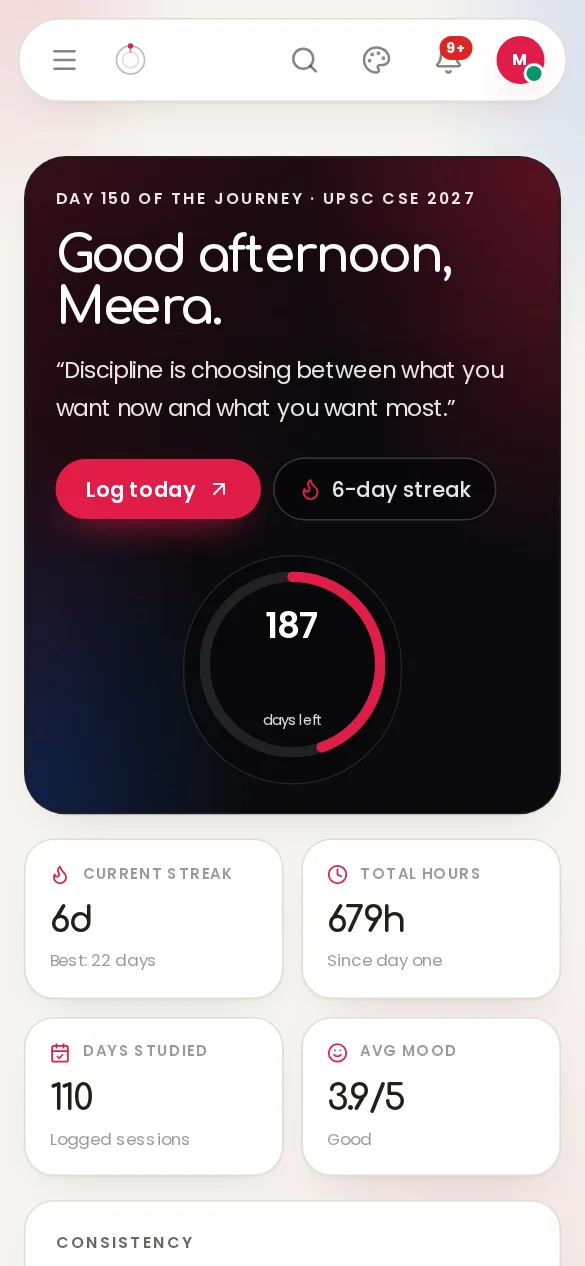 9+
M
DAY 150 OF THE JOURNEY · UPSC CSE 2027
Good afternoon,
Meera.
“Discipline is choosing between what you
want now and what you want most.”
Log today
6-day streak
187
days left
CURRENT STREAK
6d
Best: 22 days
TOTAL HOURS
679h
Since day one
DAYS STUDIED
110
Logged sessions
AVG MOOD
3.9/5
Good
CONSISTENCY